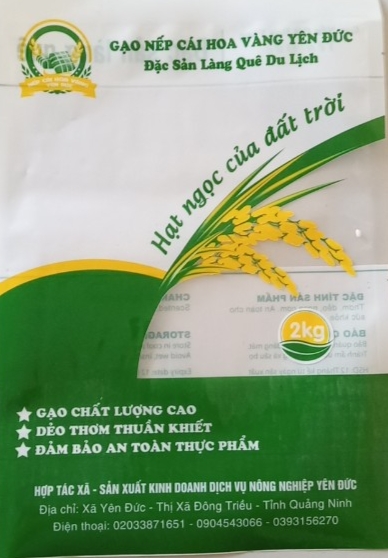 GẠO NẾP CÁI HOA VÀNG YÊN ĐỨC
Đặc Sản Làng Quê Du Lịch
Hạt ngọc của đất trời
ĐẶC TÍNH SẢN PHẨM
2kg
GẠO CHẤT LƯỢNG CAO
DẺO THƠM THUẦN KHIẾT
ĐẢM BẢO AN TOÀN THỰC PHẨM
HỢP TÁC XÃ - SẢN XUẤT KINH DOANH DỊCH VỤ NÔNG NGHIỆP YÊN ĐỨC
Địa chỉ: Xã Yên Đức - Thị Xã Đông Triều - Tỉnh Quảng Ninh
Điện thoại: 02033871651 - 0904543066 - 0393156270